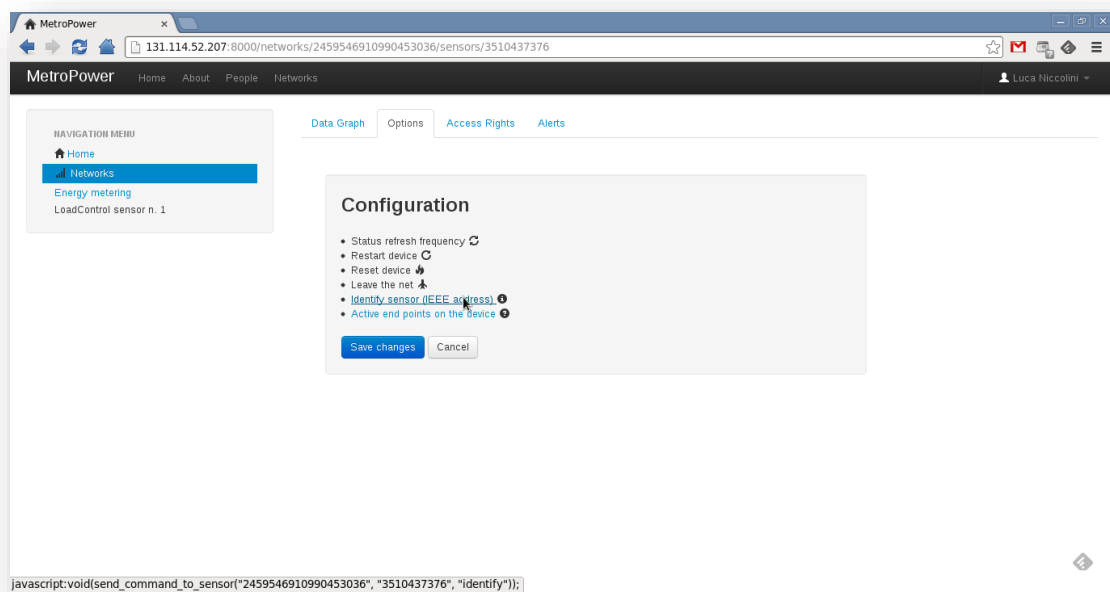 MetroPower
131.114.52.207:8000/networks/2459546910990453036/sensors/3510437376
MetroPower Home About People Networks Luca Niccolini
NAVIGATION MENU
Home
Networks
Energy metering
LoadControl sensor n. 1
Data Graph Options Access Rights Alerts
Configuration
Status refresh frequency
Restart device
Reset device
Leave the net
Identify sensor (IEEE address)
Active end points on the device
Save changes Cancel
javascript:void(send_command_to_sensor("2459546910990453036", "3510437376", "identify"));